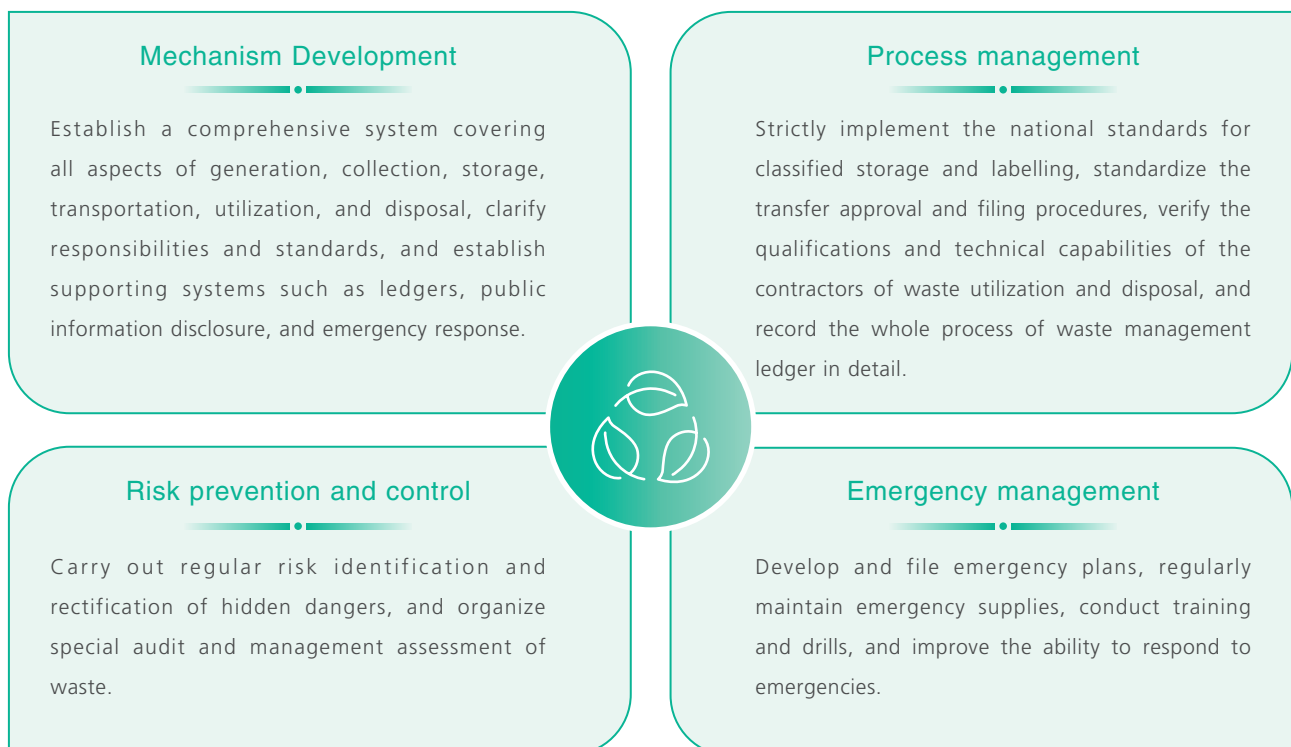 Mechanism Development
Establish a comprehensive system covering
all aspects of generation, collection, storage,
transportation, utilization, and disposal, clarify
responsibilities and standards, and establish
supporting systems such as ledgers, public
information disclosure, and emergency response.
Process management
Strictly implement the national standards for
classified storage and labelling, standardize the
transfer approval and filing procedures, verify the
qualifications and technical capabilities of the
contractors of waste utilization and disposal, and
record the whole process of waste management
ledger in detail.
Risk prevention and control
Carry out regular risk identification and
rectification of hidden dangers, and organize
special audit and management assessment of
waste.
Emergency management
Develop and file emergency plans, regularly
maintain emergency supplies, conduct training
and drills, and improve the ability to respond to
emergencies.